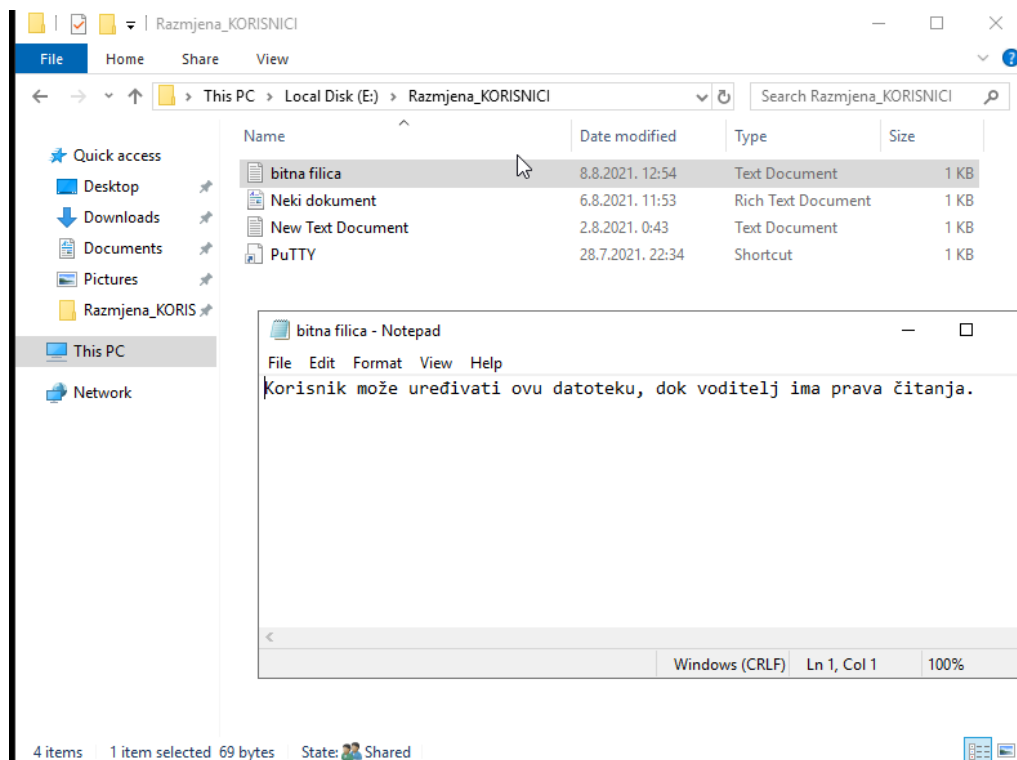 Razmjena_KORISNICI
File Home Share View
This PC > Local Disk (E:) > Razmjena_KORISNICI
Search Razmjena_KORISNICI
Name Date modified Type Size
Quick access
Desktop
Downloads
Documents
Pictures
Razmjena_KORIS
This PC
Network
bitna filica 8.8.2021. 12:54 Text Document 1 KB
Neki dokument 6.8.2021. 11:53 Rich Text Document 1 KB
New Text Document 2.8.2021. 0:43 Text Document 1 KB
PuTTY 28.7.2021. 22:34 Shortcut 1 KB
bitna filica - Notepad
File Edit Format View Help
Korisnik može uređivati ovu datoteku, dok voditelj ima prava čitanja.
Windows (CRLF) Ln 1, Col 1 100%
4 items 1 item selected 69 bytes State: Shared